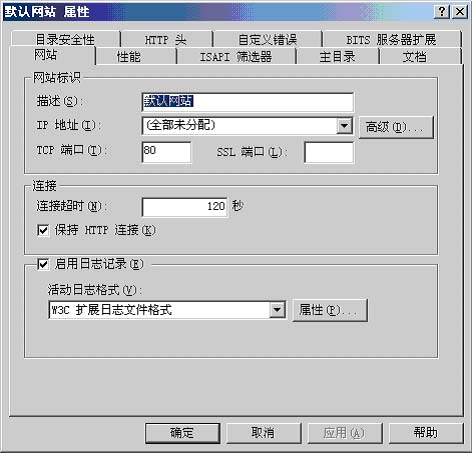 默认网站 属性
目录安全性 HTTP 头 自定义错误 BITS 服务器扩展
网站 性能 ISAPI 筛选器 主目录 文档
网站标识
描述(S): 默认网站
IP 地址(I): (全部未分配) 高级(D)...
TCP 端口(T): 80 SSL 端口(L):
连接
连接超时(N): 120 秒
保持 HTTP 连接(K)
启用日志记录(E)
活动日志格式(V):
W3C 扩展日志文件格式 属性(P)...
确定 取消 应用(A) 帮助